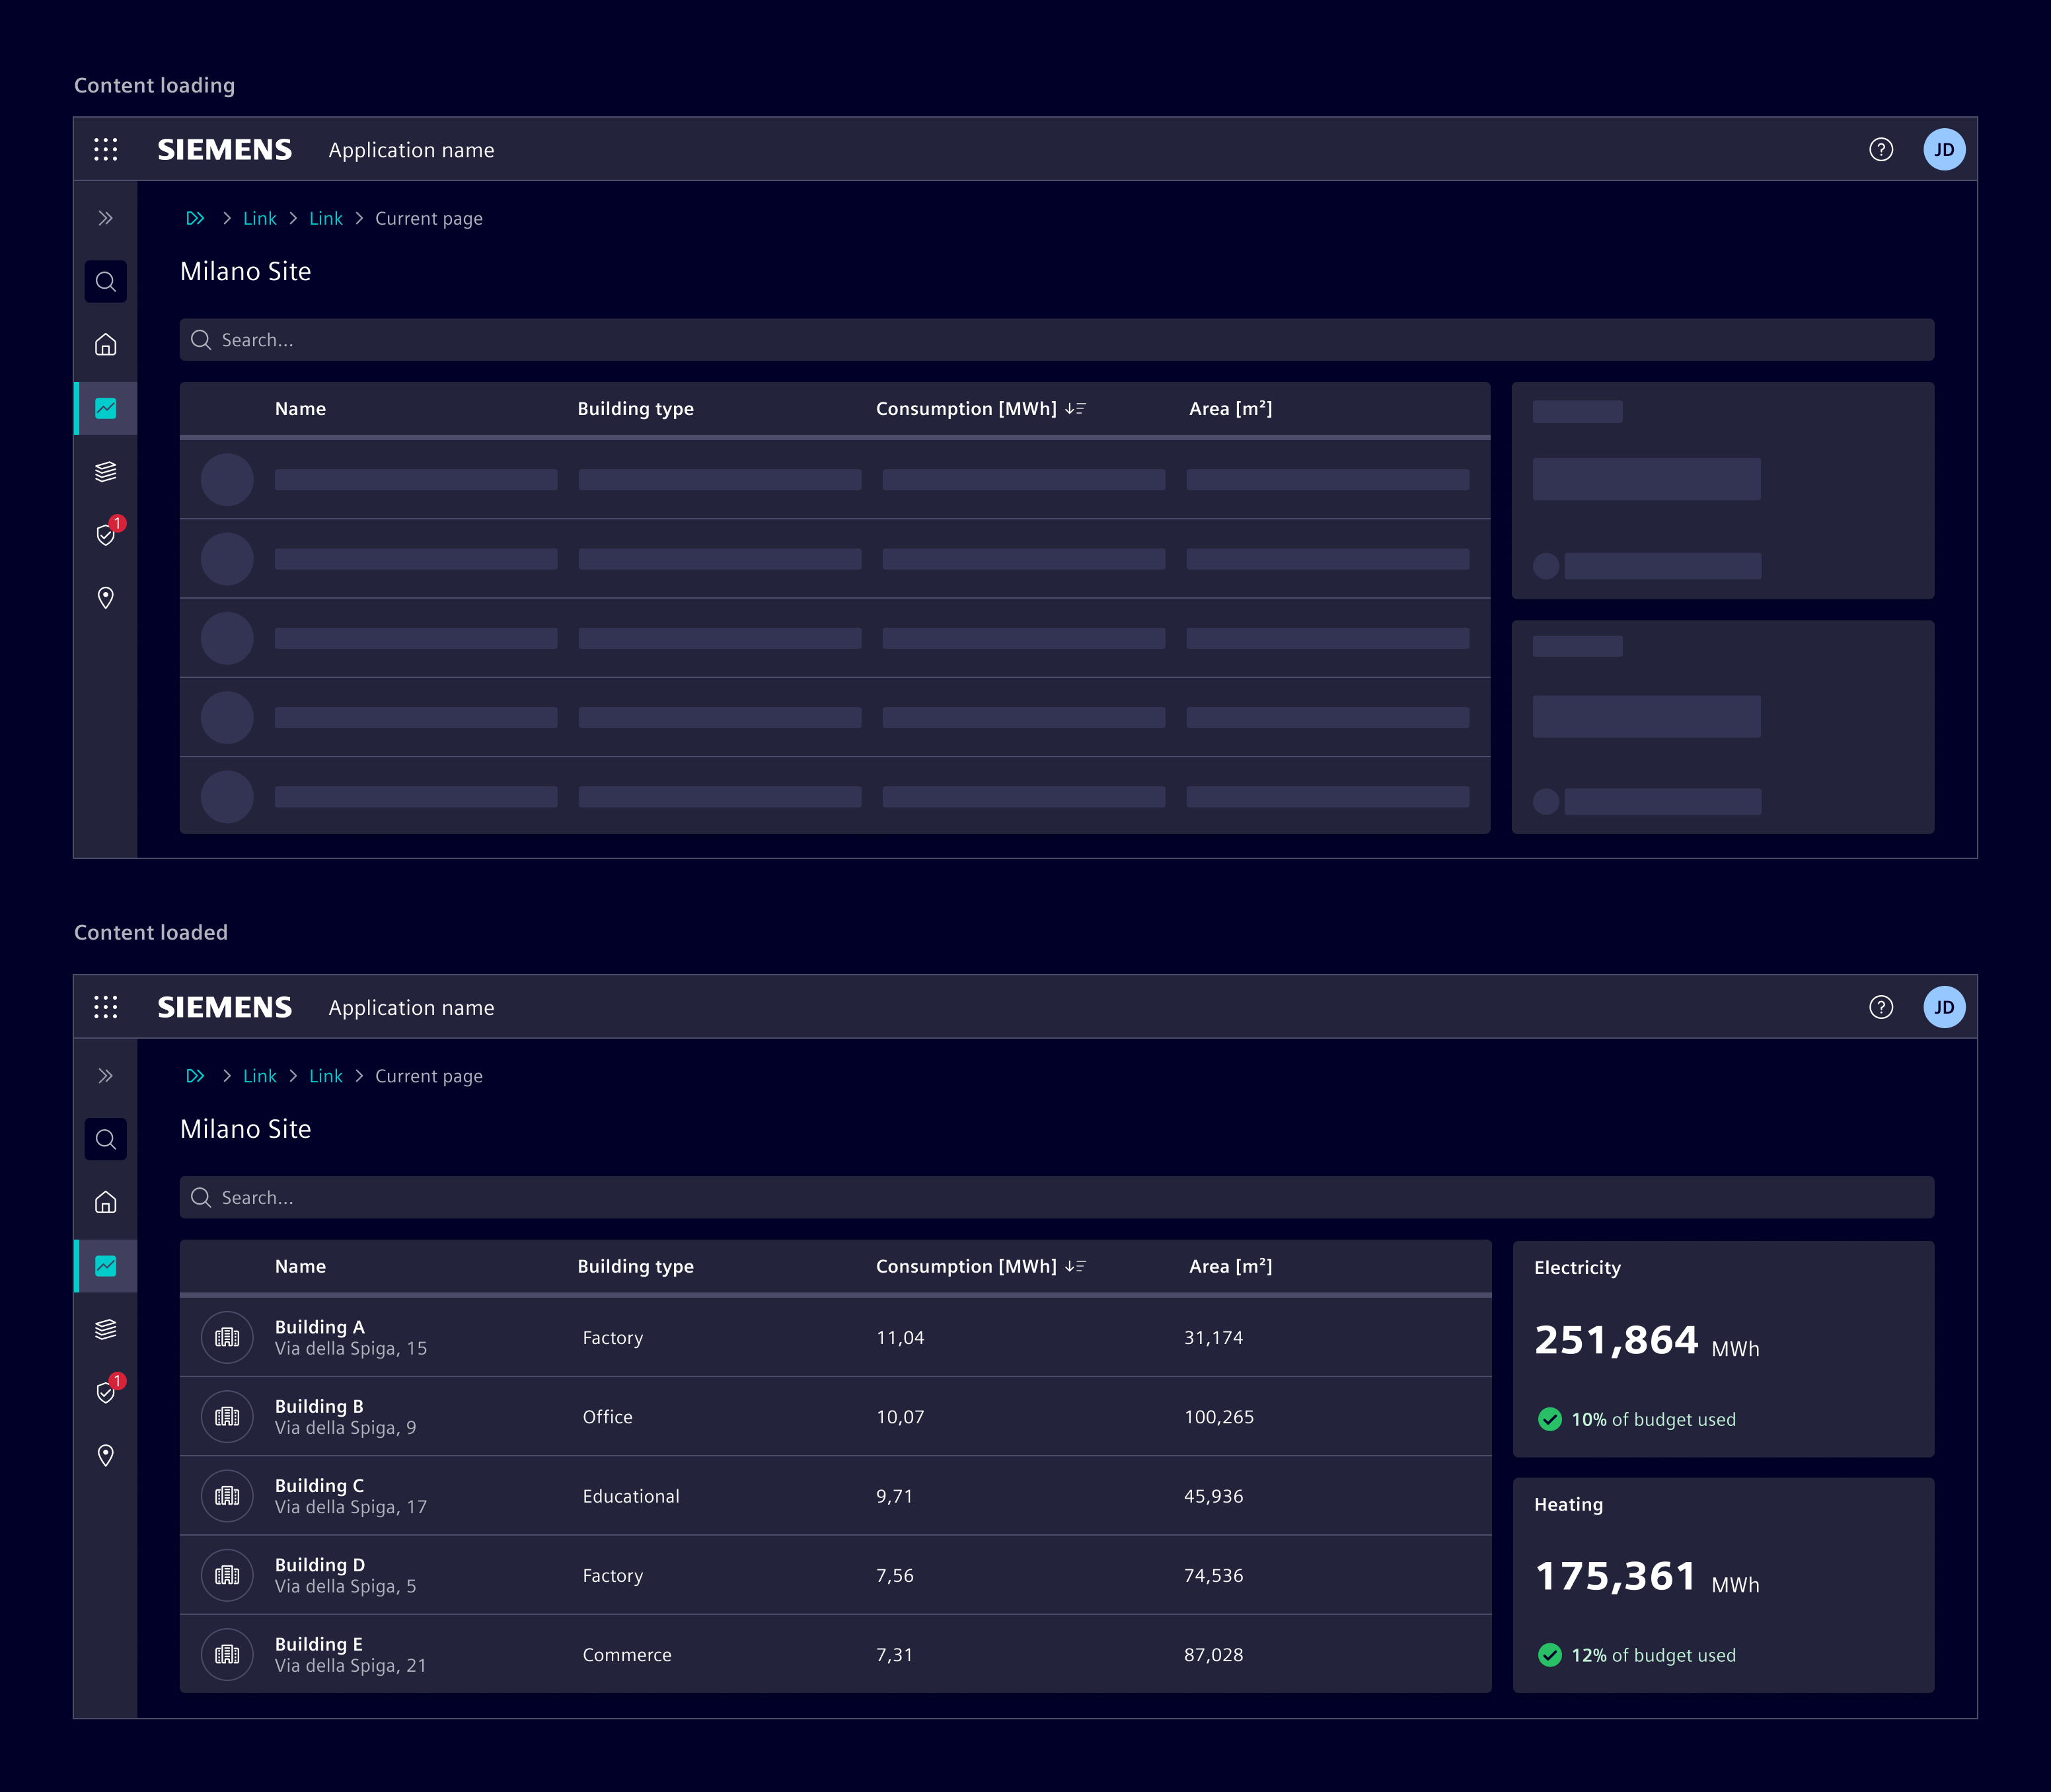 Content loading
SIEMENS Application name ? JD
Link Link Current page
Milano Site
Search...
Name Building type Consumption [MWh] Area [m²]
1
Content loaded
SIEMENS Application name ? JD
Link Link Current page
Milano Site
Search...
Name Building type Consumption [MWh] Area [m²]
Building A
Via della Spiga, 15
Factory 11,04 31,174
Building B
Via della Spiga, 9
Office 10,07 100,265
Building C
Via della Spiga, 17
Educational 9,71 45,936
Building D
Via della Spiga, 5
Factory 7,56 74,536
Building E
Via della Spiga, 21
Commerce 7,31 87,028
1
Electricity
251,864 MWh
10% of budget used
Heating
175,361 MWh
12% of budget used